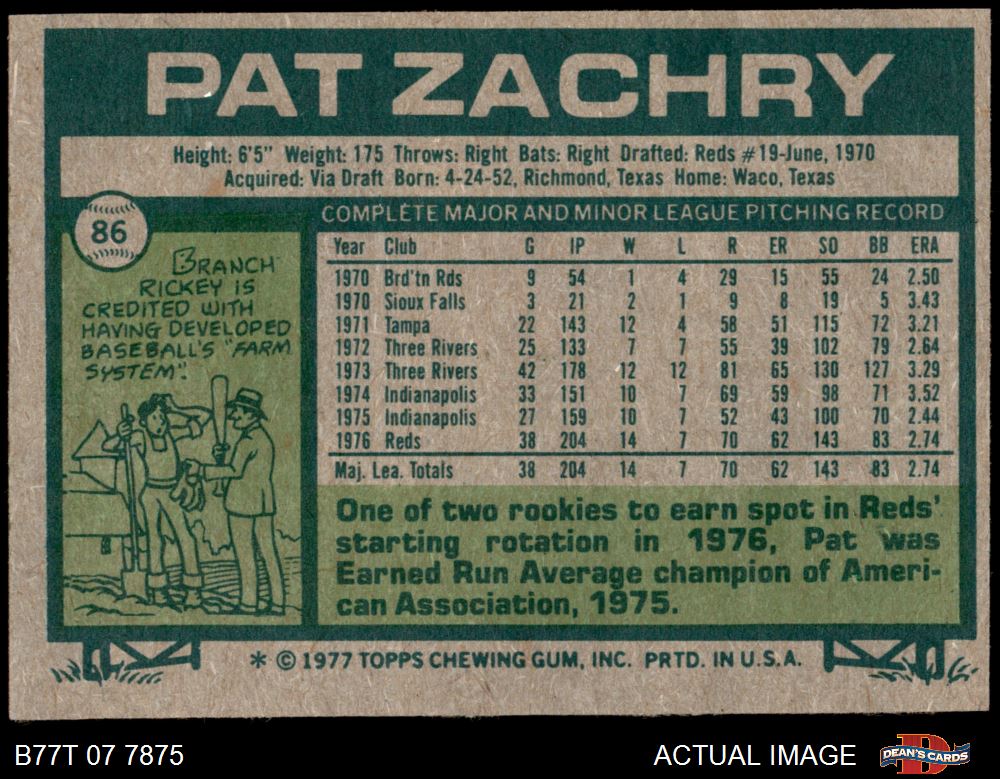 PAT ZACHRY
Height: 6'5" Weight: 175 Throws: Right Bats: Right Drafted: Reds #19-June, 1970
Acquired: Via Draft Born: 4-24-52, Richmond, Texas Home: Waco, Texas
86
BRANCH
RICKEY IS
CREDITED WITH
HAVING DEVELOPED
BASEBALL'S "FARM
SYSTEM".
COMPLETE MAJOR AND MINOR LEAGUE PITCHING RECORD
Year Club G IP W L R ER SO BB ERA
1970 Brd'tn Rds 9 54 1 4 29 15 55 24 2.50
1970 Sioux Falls 3 21 2 1 9 8 19 5 3.43
1971 Tampa 22 143 12 4 58 51 115 72 3.21
1972 Three Rivers 25 133 7 7 55 39 102 79 2.64
1973 Three Rivers 42 178 12 12 81 65 130 127 3.29
1974 Indianapolis 33 151 10 7 69 59 98 71 3.52
1975 Indianapolis 27 159 10 7 52 43 100 70 2.44
1976 Reds 38 204 14 7 70 62 143 83 2.74
Maj. Lea. Totals 38 204 14 7 70 62 143 83 2.74
One of two rookies to earn spot in Reds'
starting rotation in 1976, Pat was
Earned Run Average champion of Ameri-
can Association, 1975.
* © 1977 TOPPS CHEWING GUM, INC. PRTD. IN U.S.A.
B77T 07 7875
ACTUAL IMAGE
D
DEAN'S CARDS